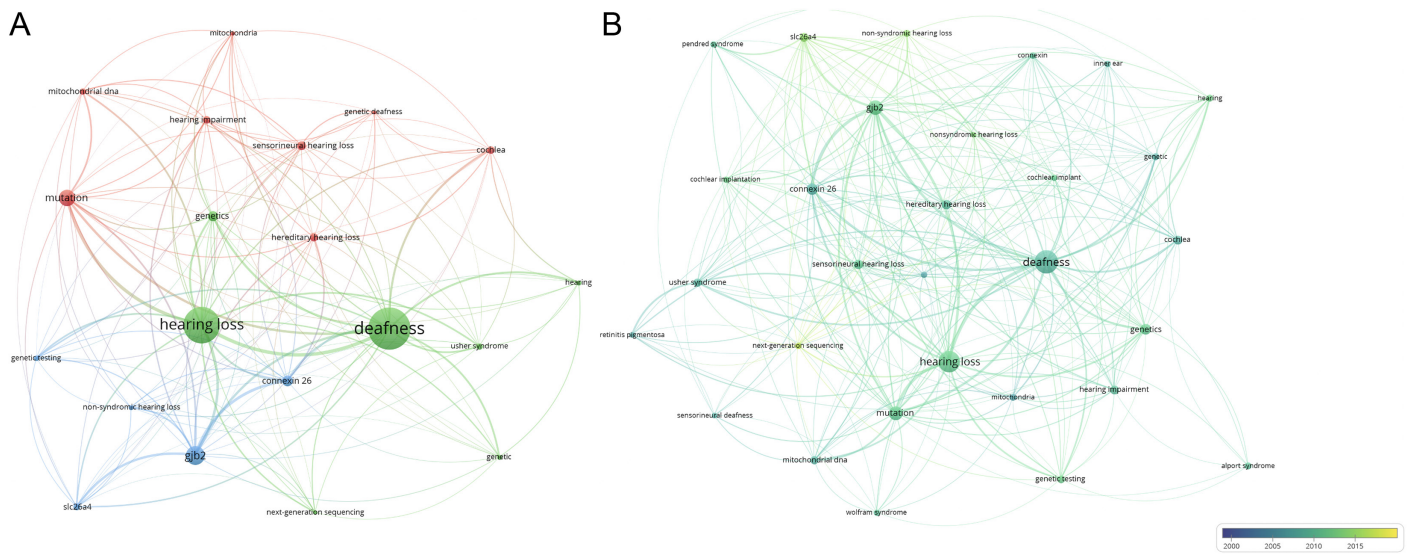 A
mitochondria
mitochondrial dna
genetic deafness
hearing impairment
sensorineural hearing loss
cochlea
mutation
genetics
hereditary hearing loss
hearing
hearing loss
deafness
usher syndrome
genetic testing
connexin 26
non-syndromic hearing loss
gjb2
genetic
slc26a4
next-generation sequencing
B
pendred syndrome
slc26a4
non-syndromic hearing loss
connexin
inner ear
hearing
gjb2
nonsyndromic hearing loss
genetic
cochlear implantation
connexin 26
cochlear implant
hereditary hearing loss
cochlea
deafness
sensorineural hearing loss
usher syndrome
retinitis pigmentosa
genetics
next-generation sequencing
hearing loss
hearing impairment
mitochondria
sensorineural deafness
mutation
mitochondrial dna
alport syndrome
genetic testing
wolfram syndrome
2000 2005 2010 2015